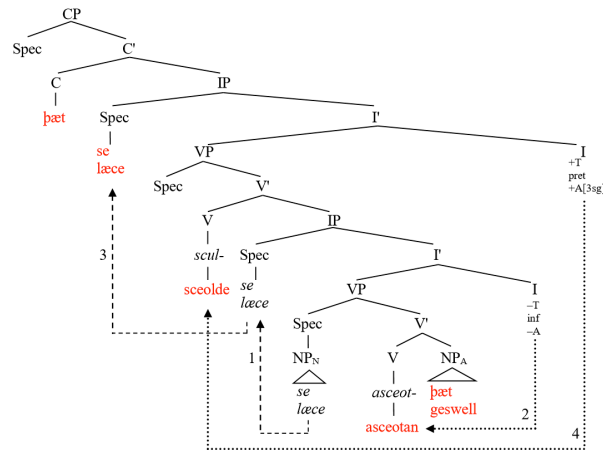 CP
Spec C'
C IP
þæt Spec I'
se læce VP I
+T
pret
+A[3sg]
Spec V'
V IP
3 scul- Spec I'
sceolde se læce VP I
–T
inf
–A
Spec V'
1 NPN V NPA
se læce asceot- þæt geswell
2
asceotan
4